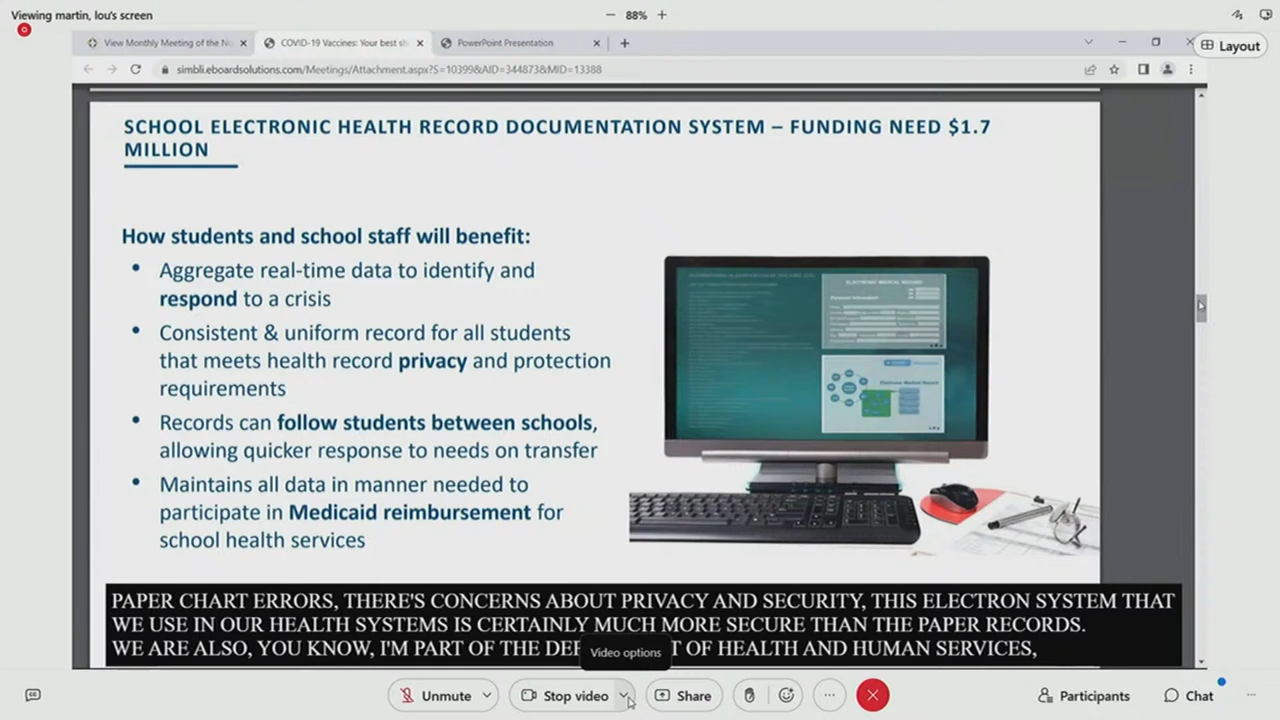 Viewing martin, lou's screen
88%
Layout
View Monthly Meeting of the N
COVID-19 Vaccines: Your best s
PowerPoint Presentation
simbli.eboardsolutions.com/Meetings/Attachment.aspx?S=10399&AID=344873&MID=13388
SCHOOL ELECTRONIC HEALTH RECORD DOCUMENTATION SYSTEM – FUNDING NEED $1.7
MILLION
How students and school staff will benefit:
• Aggregate real-time data to identify and
respond to a crisis
• Consistent & uniform record for all students
that meets health record privacy and protection
requirements
• Records can follow students between schools,
allowing quicker response to needs on transfer
• Maintains all data in manner needed to
participate in Medicaid reimbursement for
school health services
ELECTRONIC MEDICAL RECORD
PAPER CHART ERRORS, THERE'S CONCERNS ABOUT PRIVACY AND SECURITY, THIS ELECTRON SYSTEM THAT
WE USE IN OUR HEALTH SYSTEMS IS CERTAINLY MUCH MORE SECURE THAN THE PAPER RECORDS.
WE ARE ALSO, YOU KNOW, I'M PART OF THE DEP T OF HEALTH AND HUMAN SERVICES,
Video options
Unmute
Stop video
Share
Participants
Chat